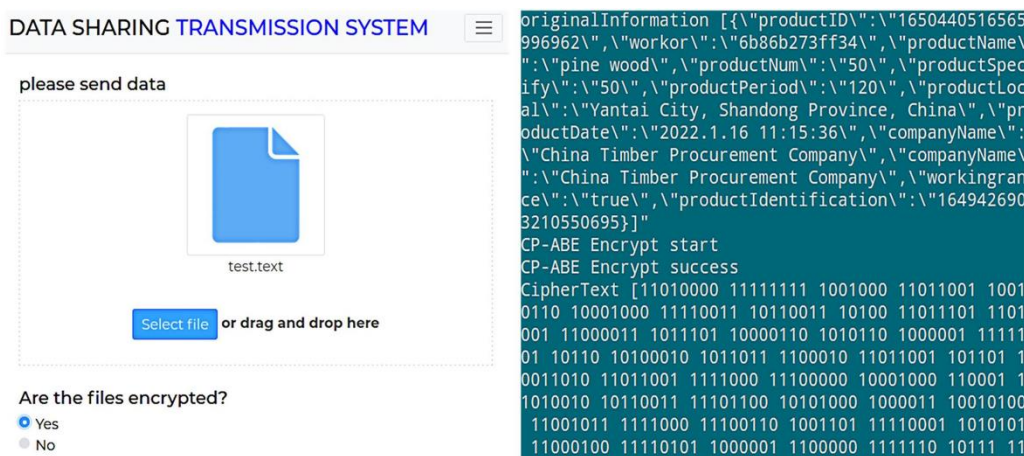 DATA SHARING TRANSMISSION SYSTEM
please send data
test.text
Select file or drag and drop here
Are the files encrypted?
Yes
No
originalInformation [{\"productID\":\"16504405​16565
996962\",\"workor\":\"6b86b273ff34\",\"productName\
":\"pine wood\",\"productNum\":\"50\",\"productSpec
ify\":\"50\",\"productPeriod\":\"120\",\"productLoc
al\":\"Yantai City, Shandong Province, China\",\"pr
oductDate\":\"2022.1.16 11:15:36\",\"companyName\":
\"China Timber Procurement Company\",\"companyName\
":\"China Timber Procurement Company\",\"workingran
ce\":\"true\",\"productIdentification\":\"164942690
3210550695}]"
CP-ABE Encrypt start
CP-ABE Encrypt success
CipherText [11010000 11111111 1001000 11011001 1001
0110 10001000 11110011 10110011 10100 11011101 1101
001 11000011 1011101 10000110 1010110 1000001 11111
01 10110 10100010 1011011 1100010 11011001 101101 1
0011010 11011001 1111000 11100000 10001000 110001 1
1010010 10110011 11101100 10101000 1000011 10010100
11001011 1111000 11100110 1001101 11110001 1010101
11000100 11110101 1000001 1100000 1111110 10111 11